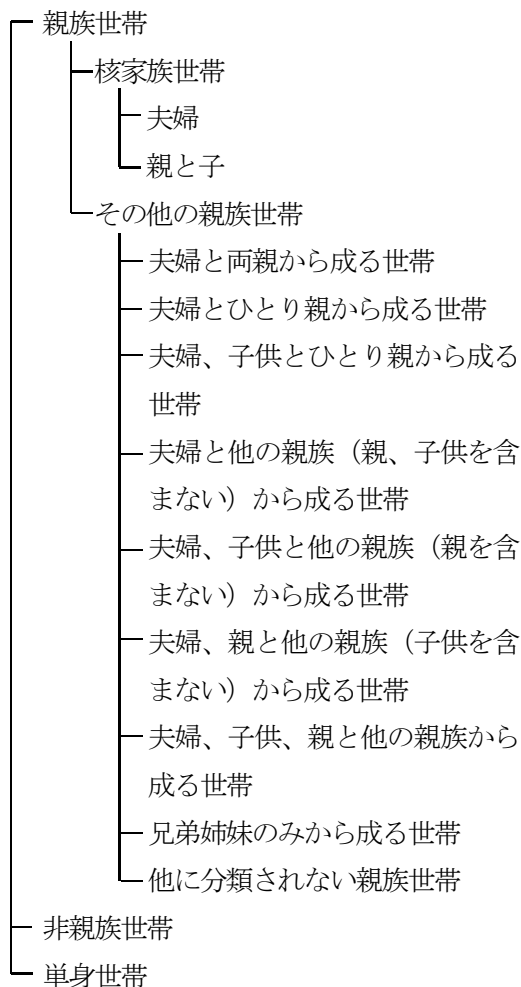 親族世帯
核家族世帯
夫婦
親と子
その他の親族世帯
夫婦と両親から成る世帯
夫婦とひとり親から成る世帯
夫婦、子供とひとり親から成る
世帯
夫婦と他の親族（親、子供を含
まない）から成る世帯
夫婦、子供と他の親族（親を含
まない）から成る世帯
夫婦、親と他の親族（子供を含
まない）から成る世帯
夫婦、子供、親と他の親族から
成る世帯
兄弟姉妹のみから成る世帯
他に分類されない親族世帯
非親族世帯
単身世帯